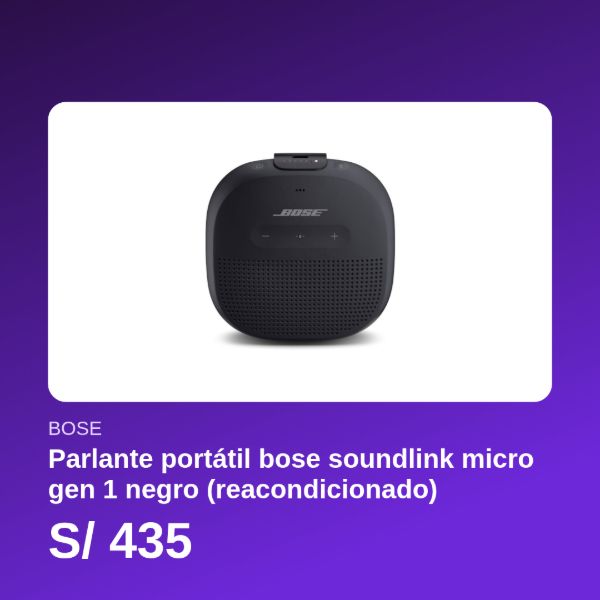 BOSE
BOSE
Parlante portátil bose soundlink micro
gen 1 negro (reacondicionado)
S/ 435